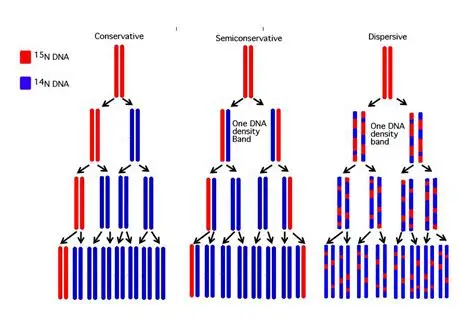 Conservative
Semiconservative
Dispersive
15N DNA
14N DNA
One DNA
density
Band
One DNA
density
band